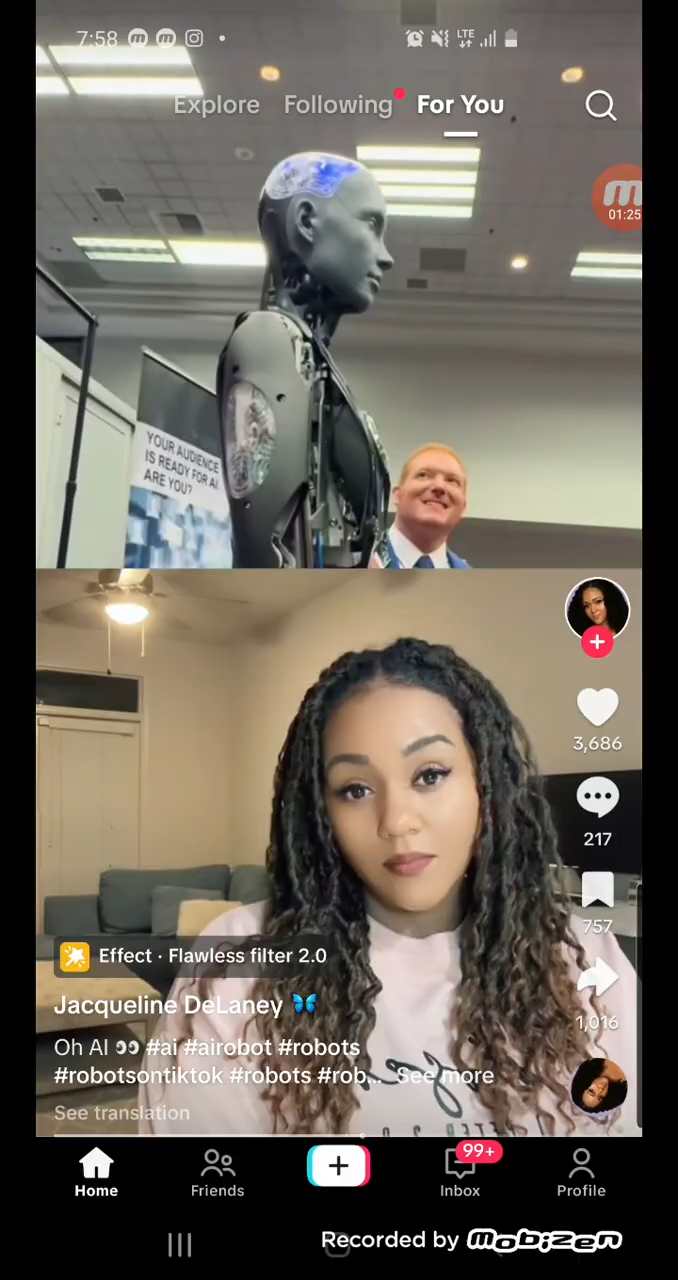 7:58
LTE
Explore Following For You
01:25
YOUR AUDIENCE
IS READY FOR AI.
ARE YOU?
3,686
217
757
Effect · Flawless filter 2.0
Jacqueline DeLaney 🦋
1,016
Oh AI 👀 #ai #airobot #robots
#robotsontiktok #robots #rob... See more
See translation
Home
Friends
99+
Inbox
Profile
Recorded by mobizen